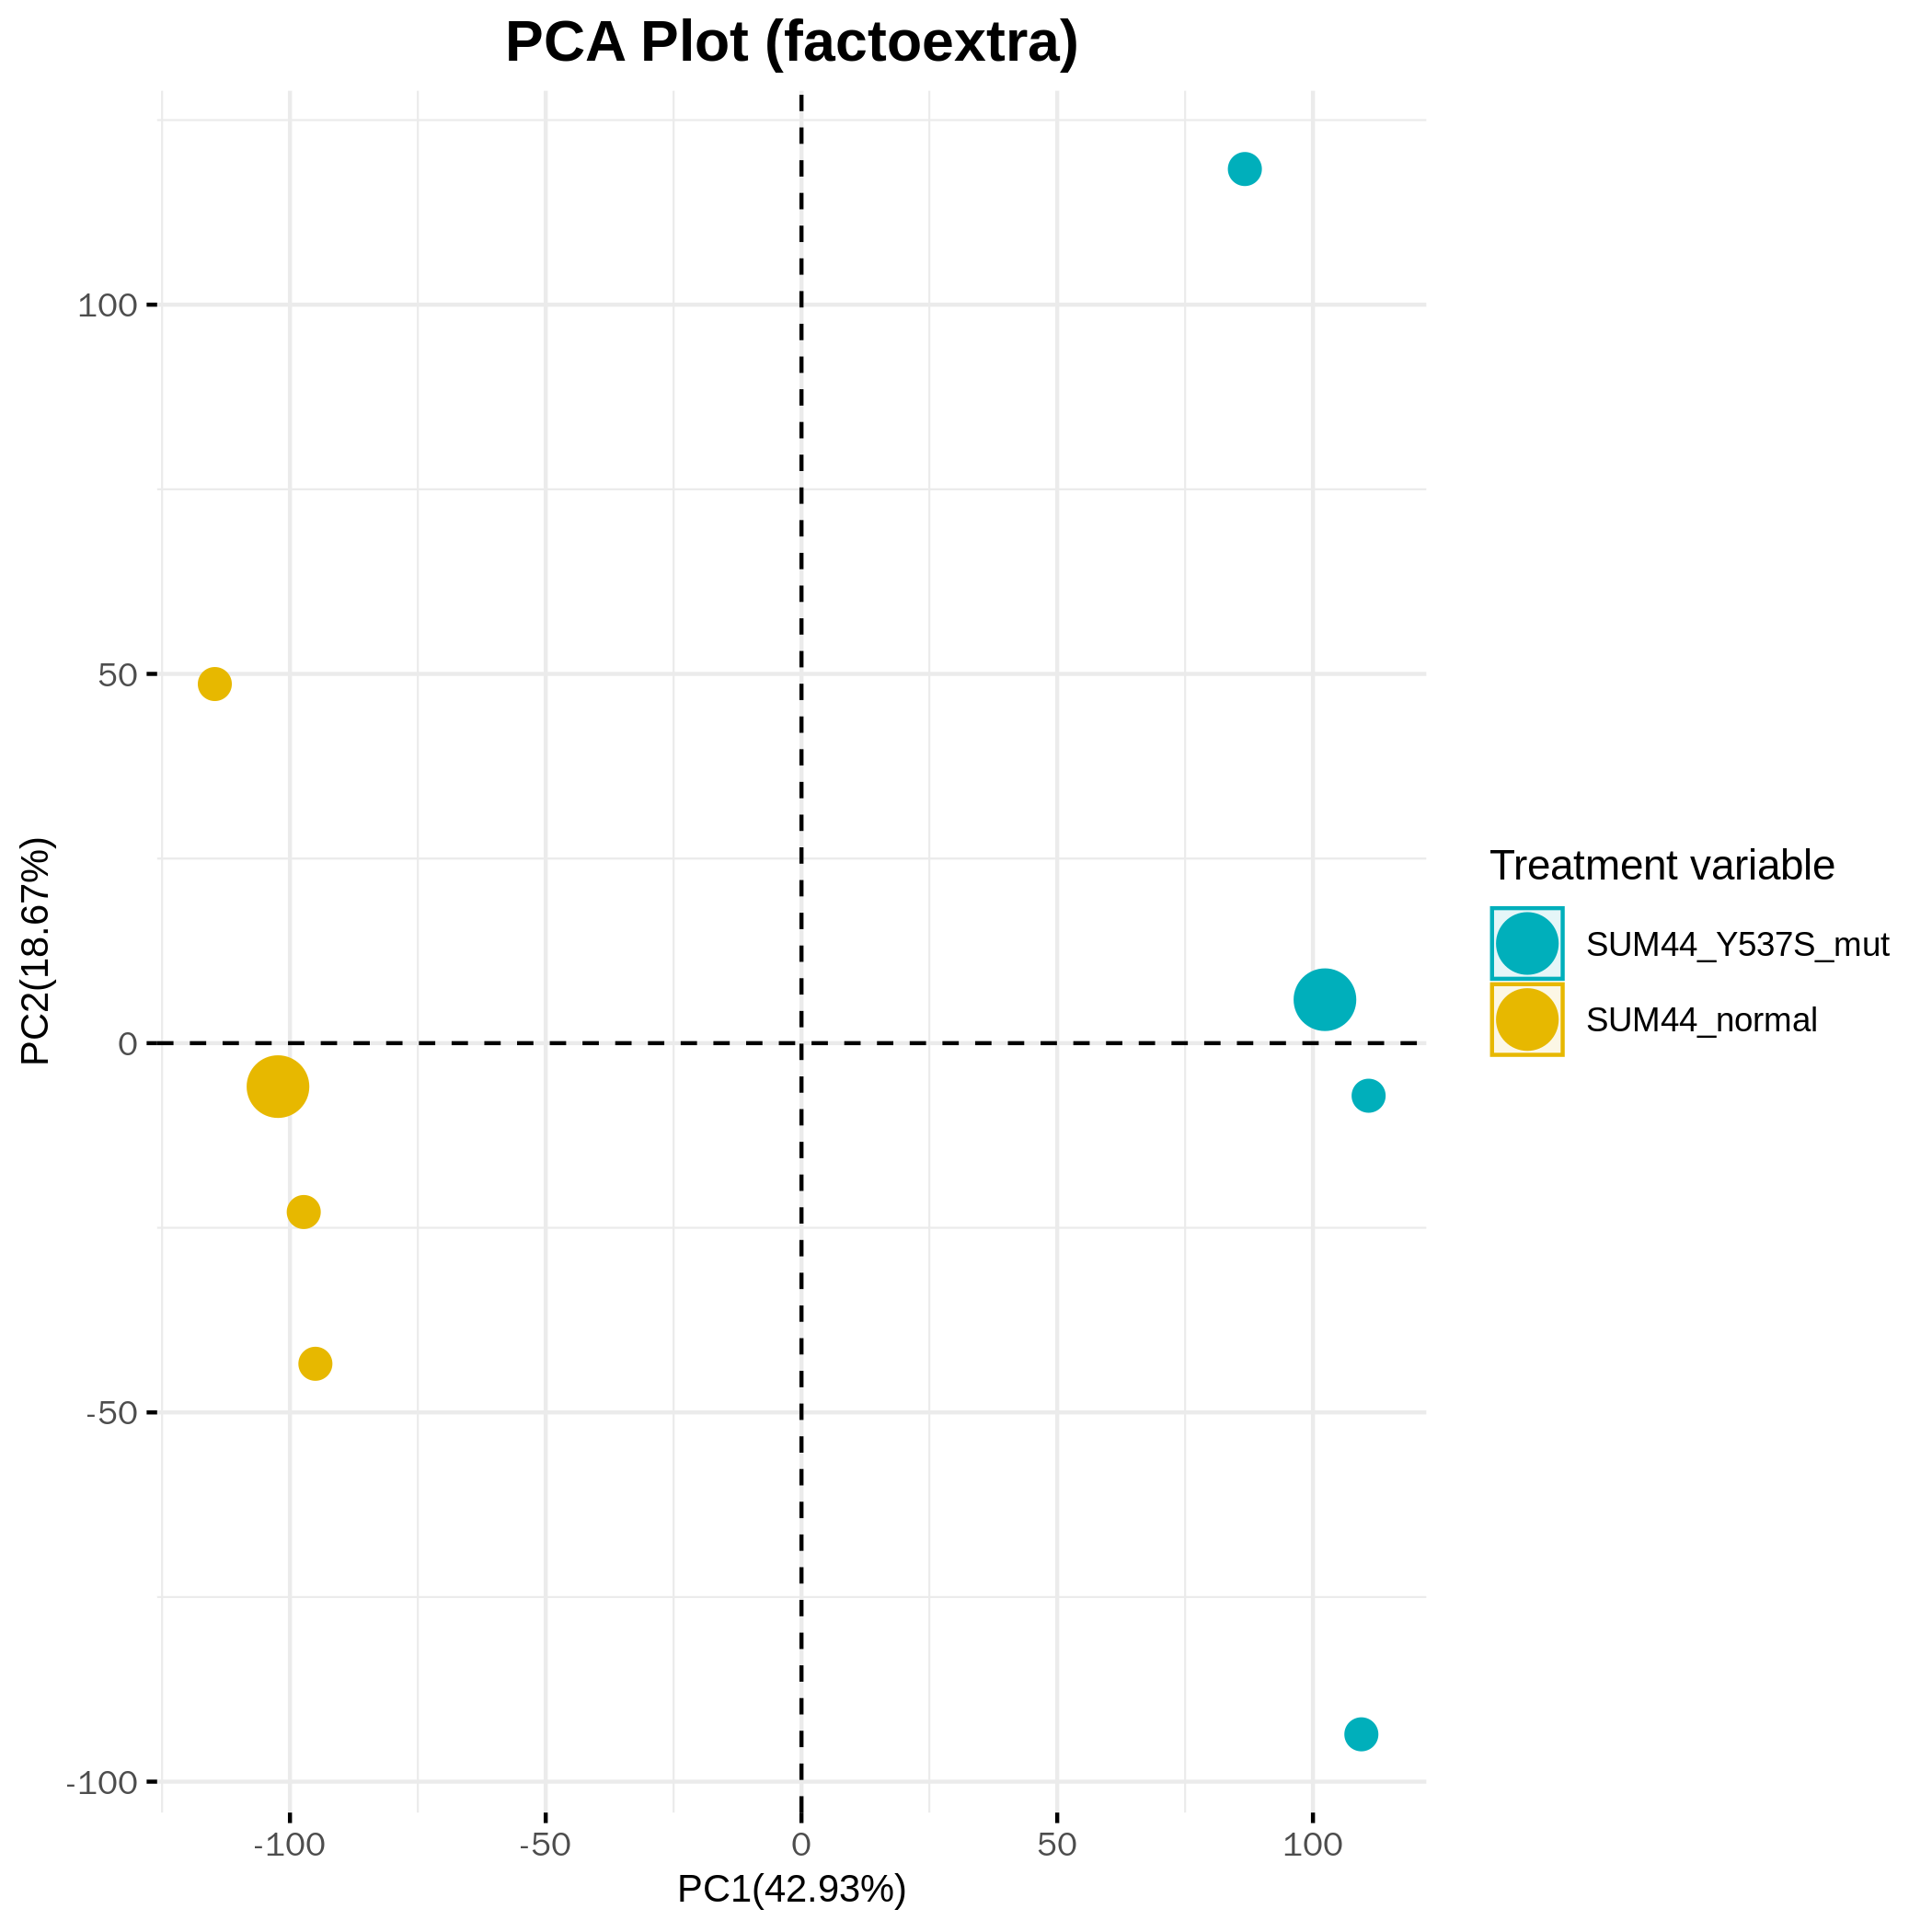 PCA Plot (factoextra)
100
50
0
-50
-100
PC2(18.67%)
-100
-50
0
50
100
PC1(42.93%)
Treatment variable
SUM44_Y537S_mut
SUM44_normal